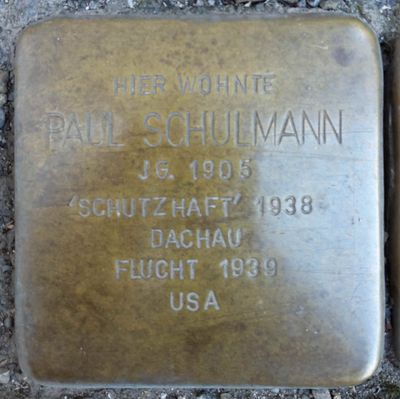 HIER WOHNTE
PAUL SCHULMANN
JG. 1905
'SCHUTZHAFT' 1938
DACHAU
FLUCHT 1939
USA